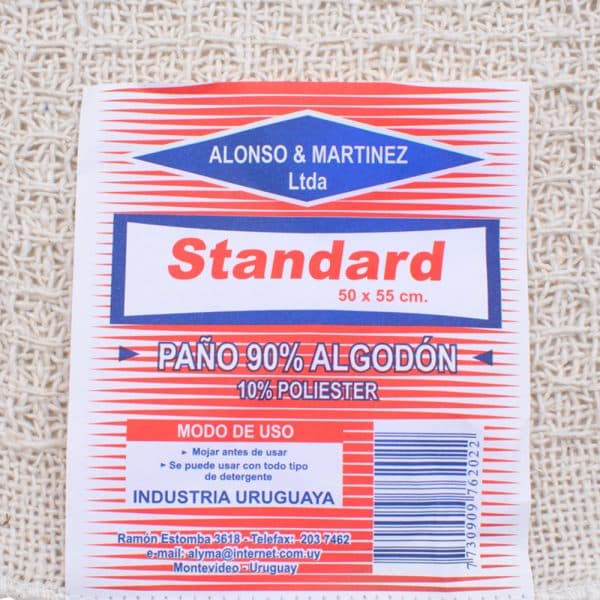 ALONSO & MARTINEZ
Ltda
Standard
50 x 55 cm.
PAÑO 90% ALGODÓN
10% POLIESTER
MODO DE USO
Mojar antes de usar
Se puede usar con todo tipo
de detergente
INDUSTRIA URUGUAYA
7730909762022
Ramón Estomba 3618 - Telefax: 203 7462
e-mail: alyma@internet.com.uy
Montevideo - Uruguay